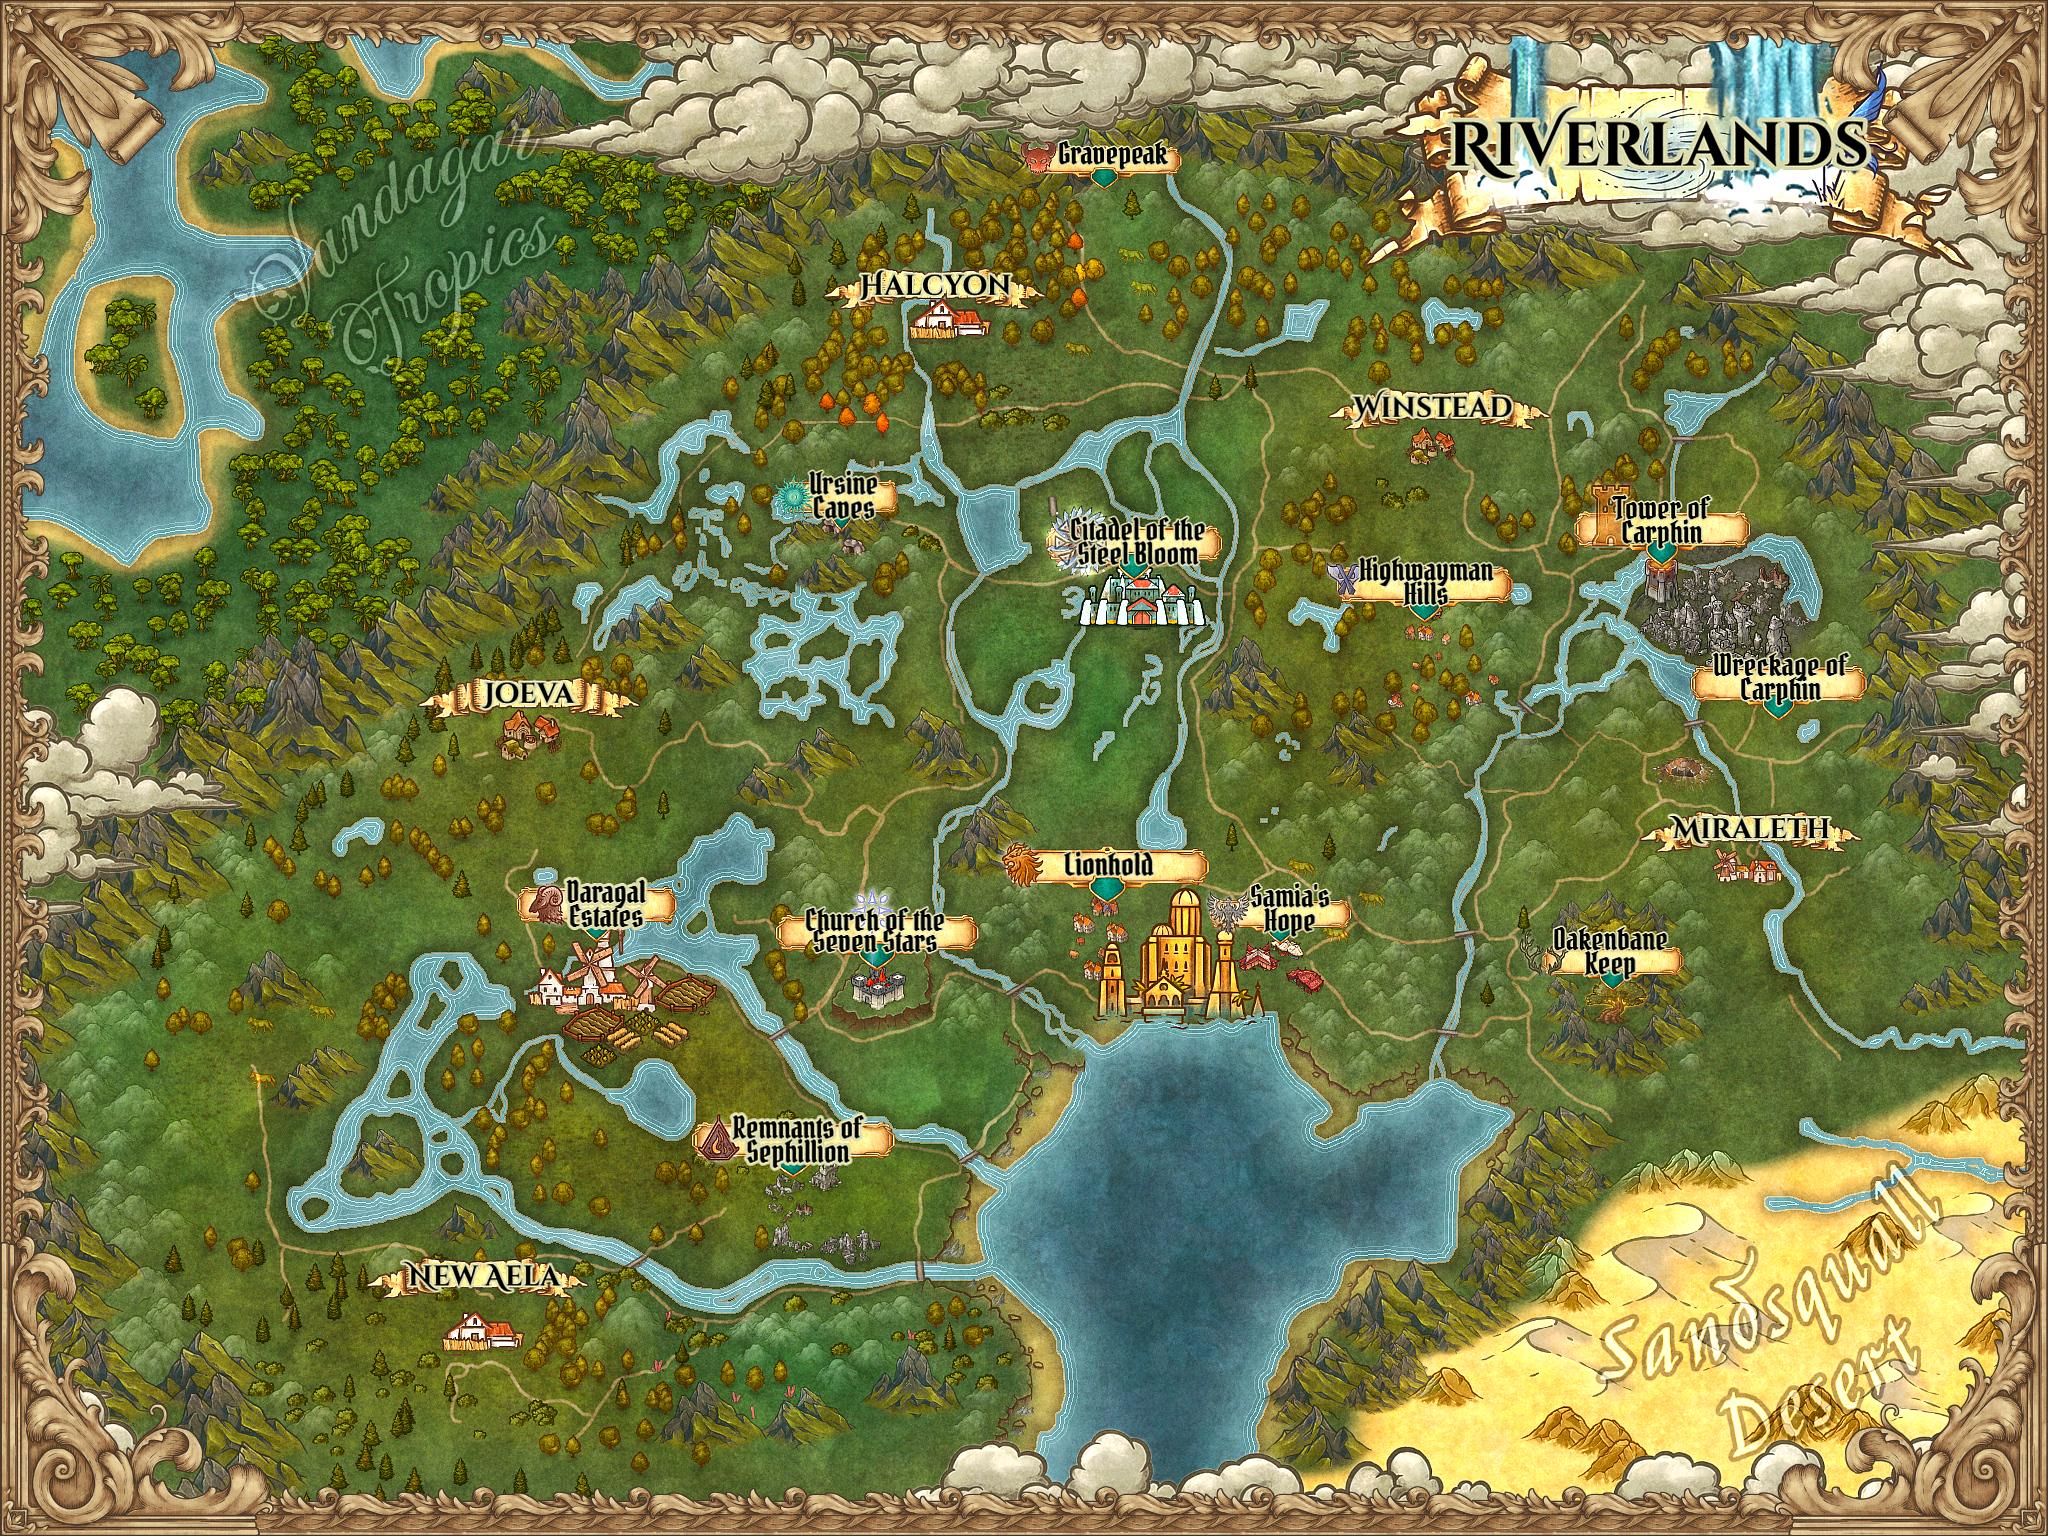 RIVERLANDS
Gravepeak
Sandagar
Tropics
HALCYON
WINSTEAD
Ursine
Caves
Citadel of the
Steel Bloom
Tower of
Carphin
Highwayman
Hills
JOEVA
Wreckage of
Carphin
MIRALETH
Lionhold
Daragal
Estates
Church of the
Seven Stars
Samia's
Hope
Oakenbane
Keep
Remnants of
Sephillion
NEW AELA
Sandsquall
Desert